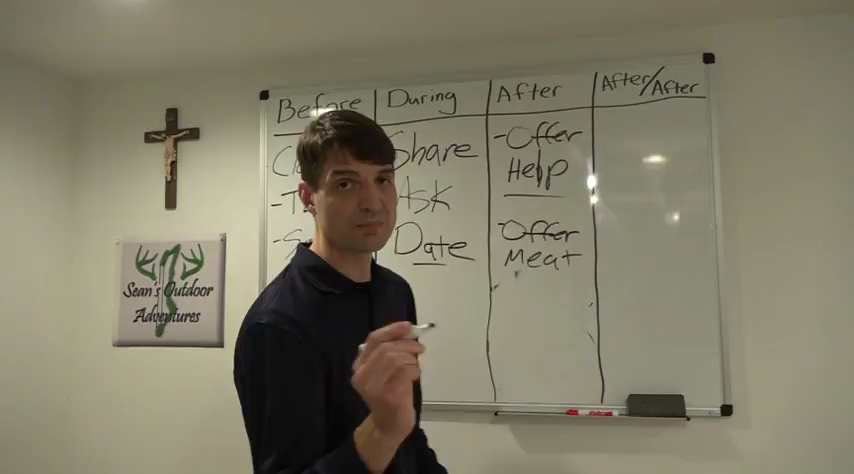 Before During After After/After
Share
Ask
Date
-Offer
Help
-Offer
Meat
Sean's Outdoor
Adventures